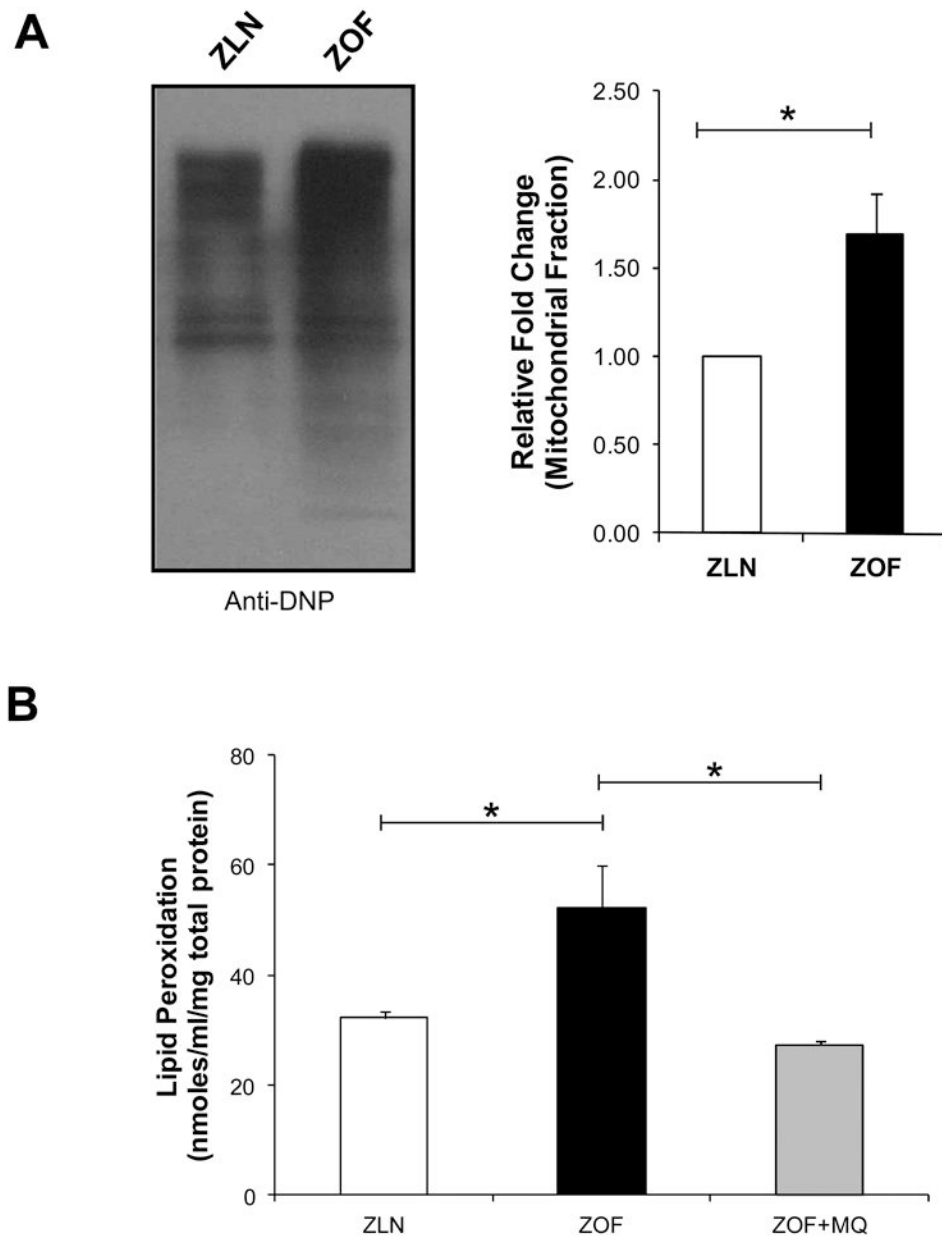 A
ZLN
ZOF
Anti-DNP
Relative Fold Change
(Mitochondrial Fraction)
2.50
2.00
1.50
1.00
0.50
0.00
*
ZLN
ZOF
B
Lipid Peroxidation
(nmoles/ml/mg total protein)
80
60
40
20
0
*
*
ZLN
ZOF
ZOF+MQ